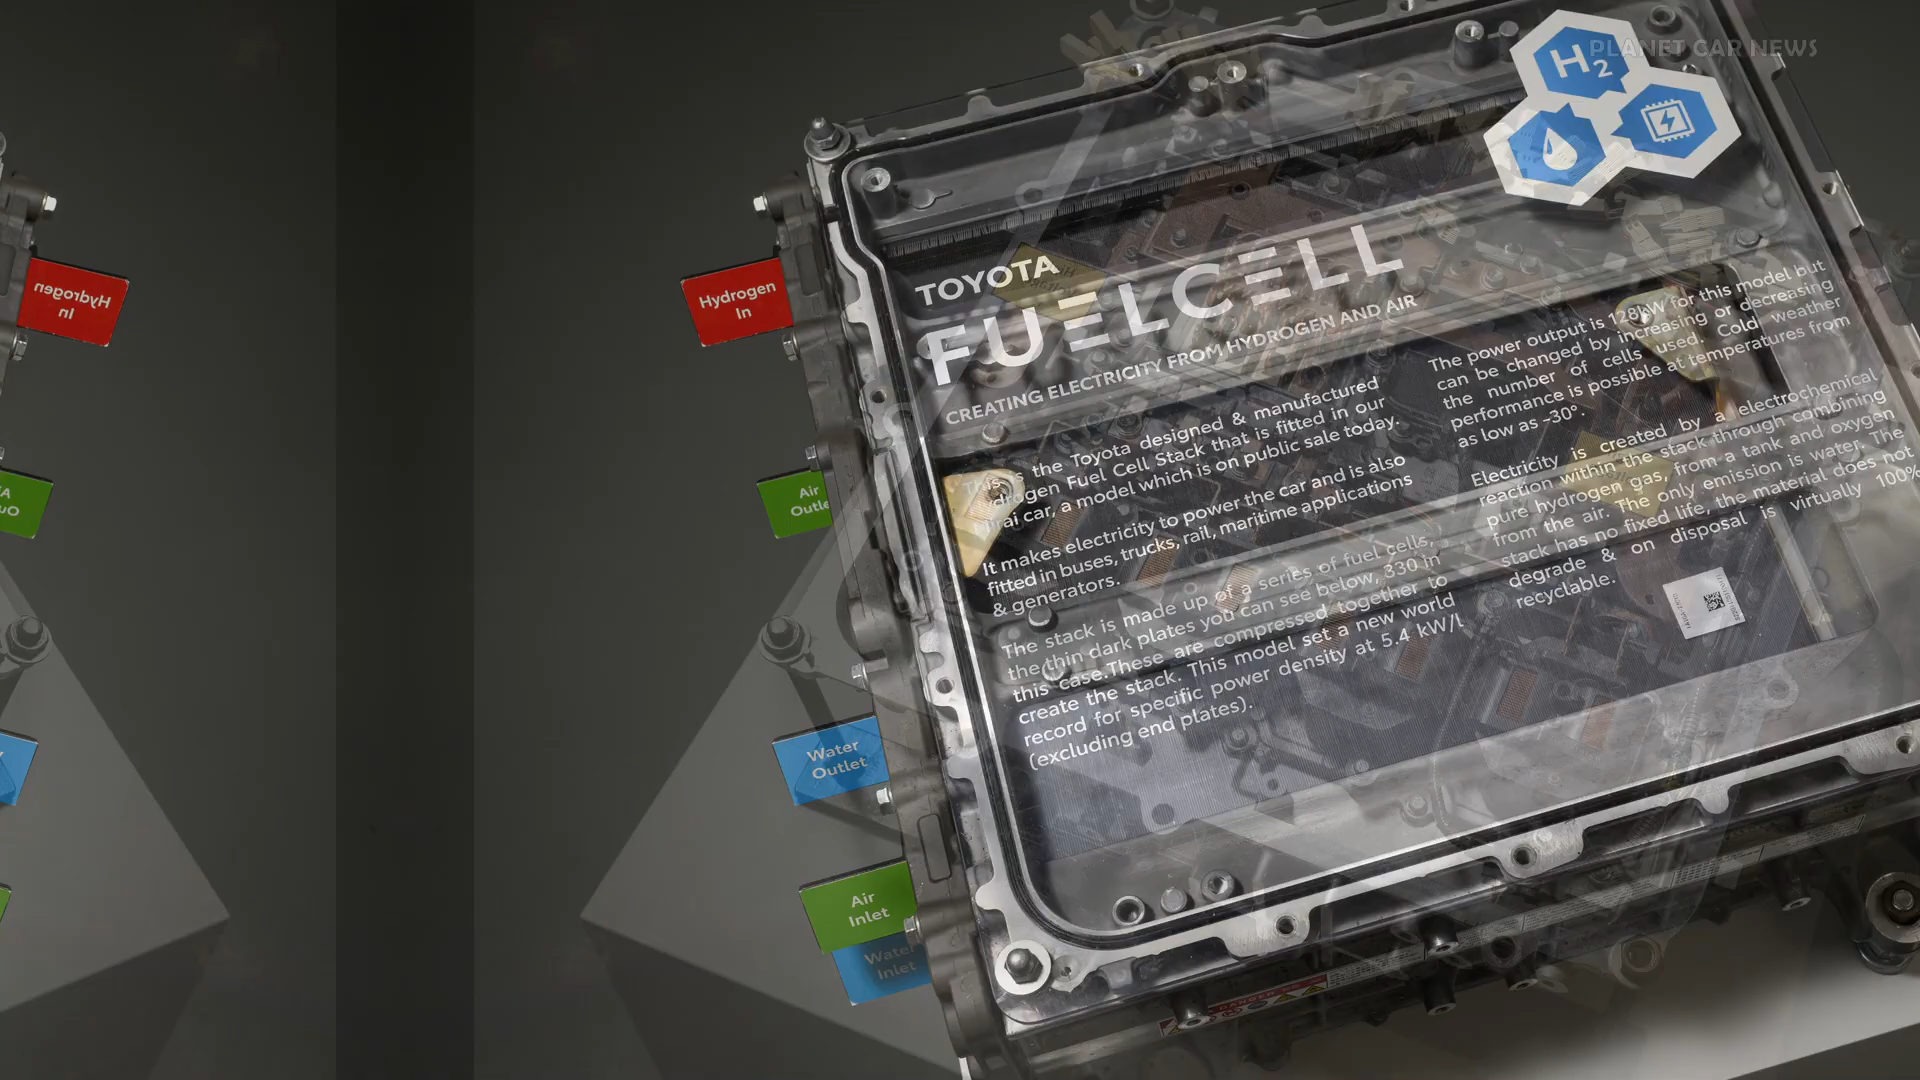 PLANET CAR NEWS
H2
TOYOTA
FUELCELL
CREATING ELECTRICITY FROM HYDROGEN AND AIR
This is the Toyota designed & manufactured
Hydrogen Fuel Cell Stack that is fitted in our
Mirai car, a model which is on public sale today.
It makes electricity to power the car and is also
fitted in buses, trucks, rail, maritime applications
& generators.
The stack is made up of a series of fuel cells,
the thin dark plates you can see below, 330 in
this case.These are compressed together to
create the stack. This model set a new world
record for specific power density at 5.4 kW/l
(excluding end plates).
The power output is 128kW for this model but
can be changed by increasing or decreasing
the number of cells used. Cold weather
performance is possible at temperatures from
as low as -30°.
Electricity is created by a electrochemical
reaction within the stack through combining
pure hydrogen gas, from a tank and oxygen
from the air. The only emission is water. The
stack has no fixed life, the material does not
degrade & on disposal is virtually 100%
recyclable.
Hydrogen
In
Hydrogen
In
Air
Outle
Water
Outlet
Air
Inlet
Water
Inlet
DANGER